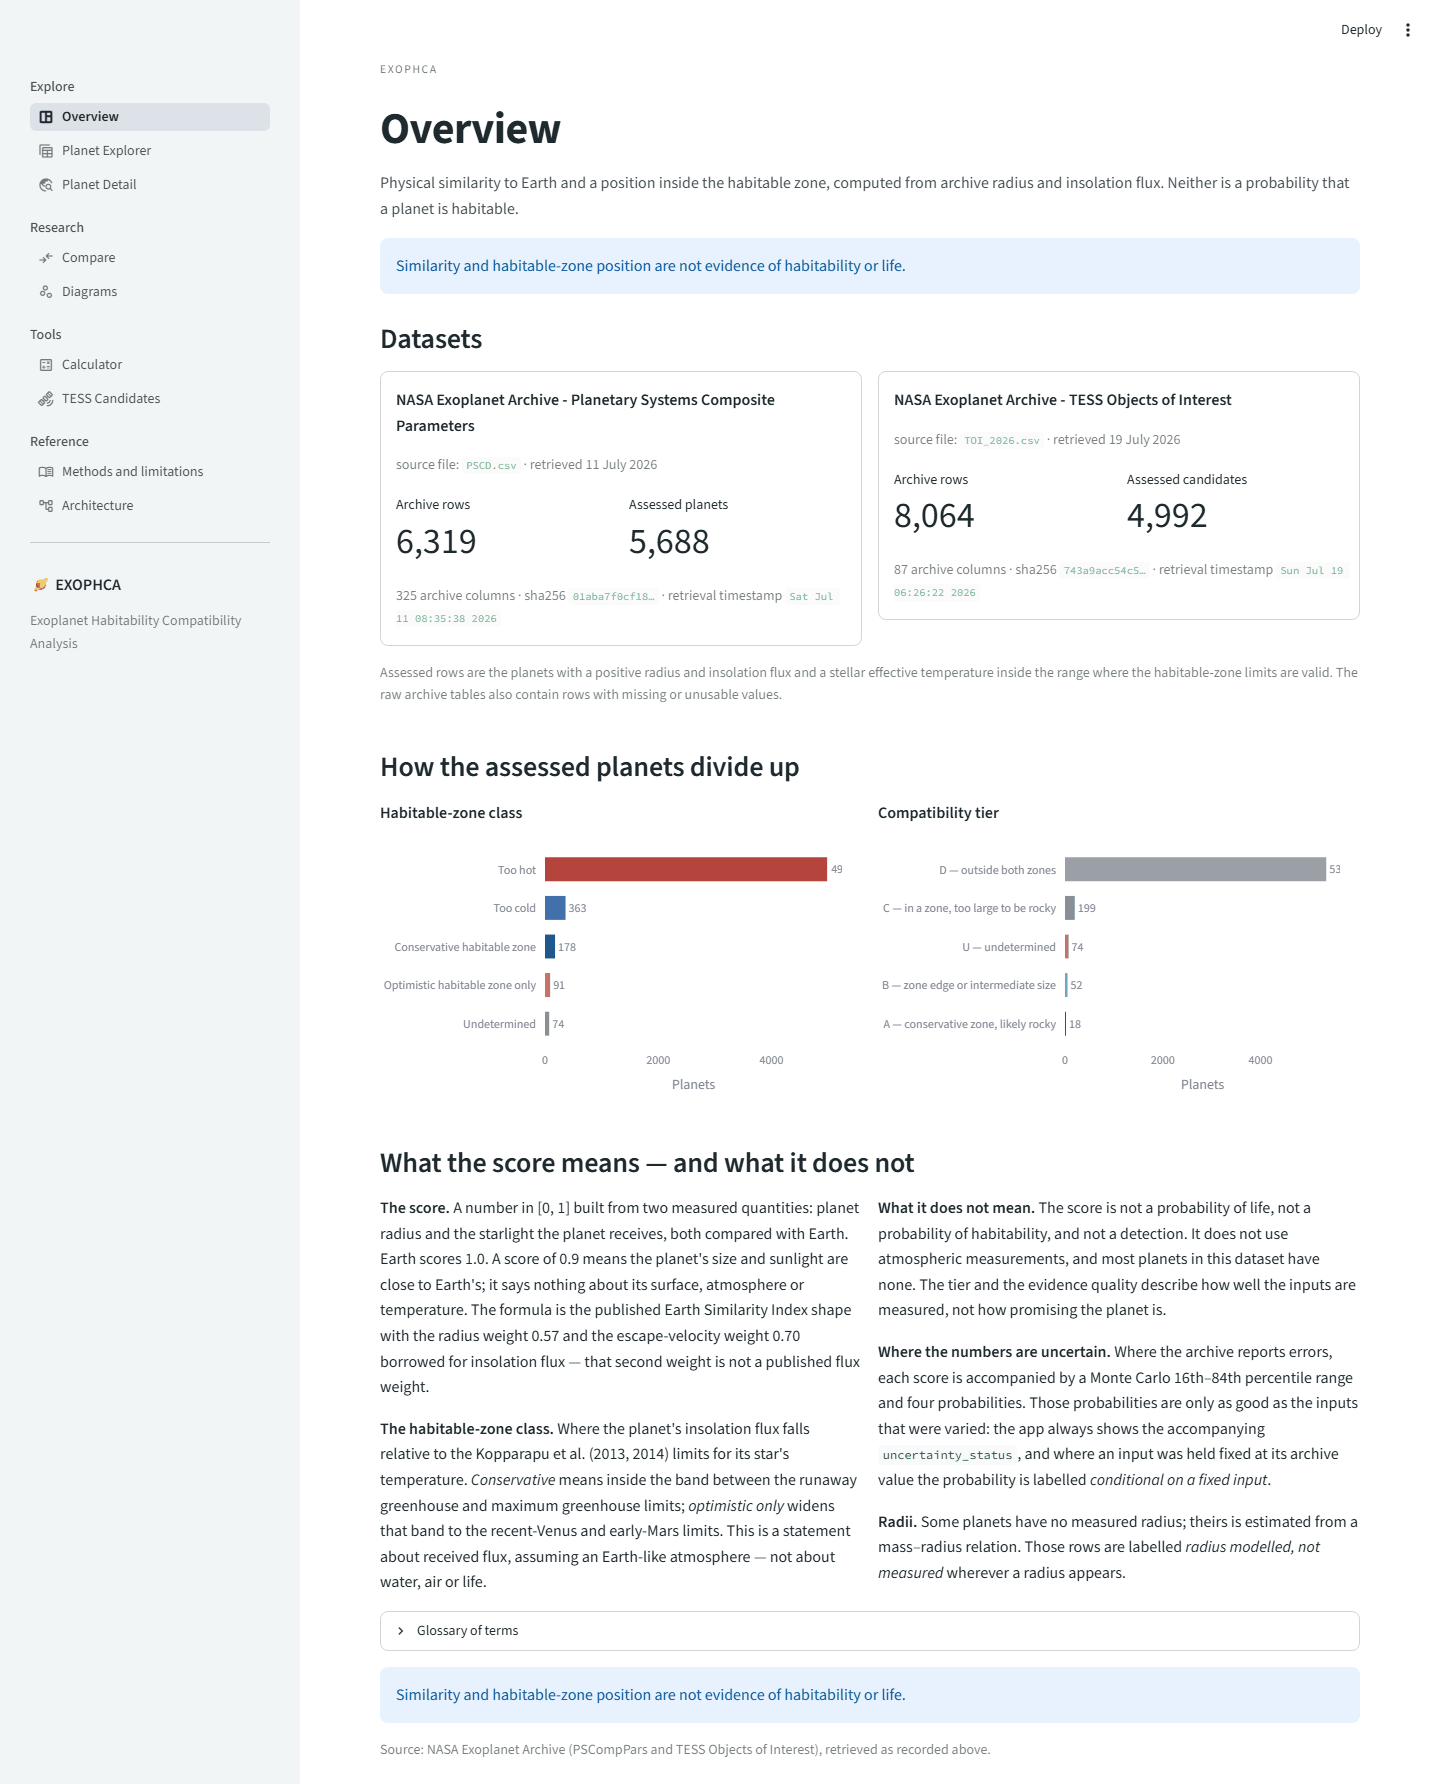 Deploy
Explore
Overview
Planet Explorer
Planet Detail
Research
Compare
Diagrams
Tools
Calculator
TESS Candidates
Reference
Methods and limitations
Architecture
EXOPHCA
Exoplanet Habitability Compatibility
Analysis
EXOPHCA
Overview
Physical similarity to Earth and a position inside the habitable zone, computed from archive radius and insolation flux. Neither is a probability that
a planet is habitable.
Similarity and habitable-zone position are not evidence of habitability or life.
Datasets
NASA Exoplanet Archive - Planetary Systems Composite
Parameters
source file: PSCD.csv · retrieved 11 July 2026
Archive rows
Assessed planets
6,319
5,688
325 archive columns · sha256 01aba7f0cf18… · retrieval timestamp Sat Jul
11 08:35:38 2026
NASA Exoplanet Archive - TESS Objects of Interest
source file: TOI_2026.csv · retrieved 19 July 2026
Archive rows
Assessed candidates
8,064
4,992
87 archive columns · sha256 743a9acc54c5… · retrieval timestamp Sun Jul 19
06:26:22 2026
Assessed rows are the planets with a positive radius and insolation flux and a stellar effective temperature inside the range where the habitable-zone limits are valid. The
raw archive tables also contain rows with missing or unusable values.
How the assessed planets divide up
Habitable-zone class
Too hot 49
Too cold 363
Conservative habitable zone 178
Optimistic habitable zone only 91
Undetermined 74
0 2000 4000
Planets
Compatibility tier
D — outside both zones 53
C — in a zone, too large to be rocky 199
U — undetermined 74
B — zone edge or intermediate size 52
A — conservative zone, likely rocky 18
0 2000 4000
Planets
What the score means — and what it does not
The score. A number in [0, 1] built from two measured quantities: planet
radius and the starlight the planet receives, both compared with Earth.
Earth scores 1.0. A score of 0.9 means the planet's size and sunlight are
close to Earth's; it says nothing about its surface, atmosphere or
temperature. The formula is the published Earth Similarity Index shape
with the radius weight 0.57 and the escape-velocity weight 0.70
borrowed for insolation flux — that second weight is not a published flux
weight.
The habitable-zone class. Where the planet's insolation flux falls
relative to the Kopparapu et al. (2013, 2014) limits for its star's
temperature. Conservative means inside the band between the runaway
greenhouse and maximum greenhouse limits; optimistic only widens
that band to the recent-Venus and early-Mars limits. This is a statement
about received flux, assuming an Earth-like atmosphere — not about
water, air or life.
What it does not mean. The score is not a probability of life, not a
probability of habitability, and not a detection. It does not use
atmospheric measurements, and most planets in this dataset have
none. The tier and the evidence quality describe how well the inputs are
measured, not how promising the planet is.
Where the numbers are uncertain. Where the archive reports errors,
each score is accompanied by a Monte Carlo 16th–84th percentile range
and four probabilities. Those probabilities are only as good as the inputs
that were varied: the app always shows the accompanying
uncertainty_status , and where an input was held fixed at its archive
value the probability is labelled conditional on a fixed input.
Radii. Some planets have no measured radius; theirs is estimated from a
mass–radius relation. Those rows are labelled radius modelled, not
measured wherever a radius appears.
Glossary of terms
Similarity and habitable-zone position are not evidence of habitability or life.
Source: NASA Exoplanet Archive (PSCompPars and TESS Objects of Interest), retrieved as recorded above.